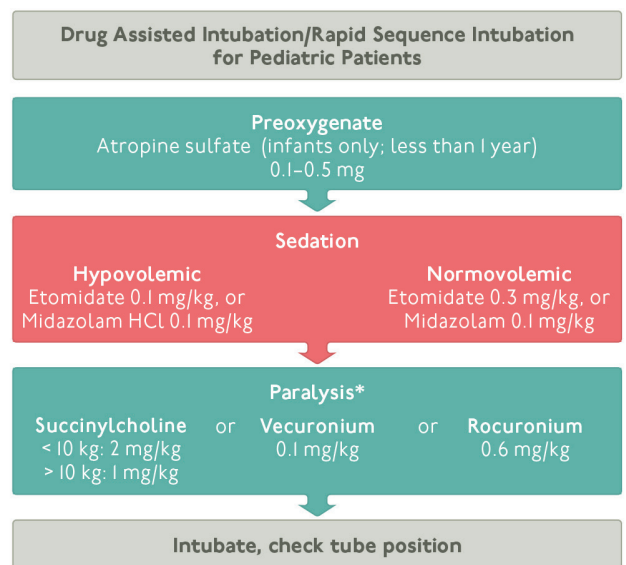 Drug Assisted Intubation/Rapid Sequence Intubation
for Pediatric Patients
Preoxygenate
Atropine sulfate (infants only; less than 1 year)
0.1–0.5 mg
Sedation
Hypovolemic
Etomidate 0.1 mg/kg, or
Midazolam HCl 0.1 mg/kg
Normovolemic
Etomidate 0.3 mg/kg, or
Midazolam 0.1 mg/kg
Paralysis*
Succinylcholine or Vecuronium or Rocuronium
< 10 kg: 2 mg/kg 0.1 mg/kg 0.6 mg/kg
> 10 kg: 1 mg/kg
Intubate, check tube position